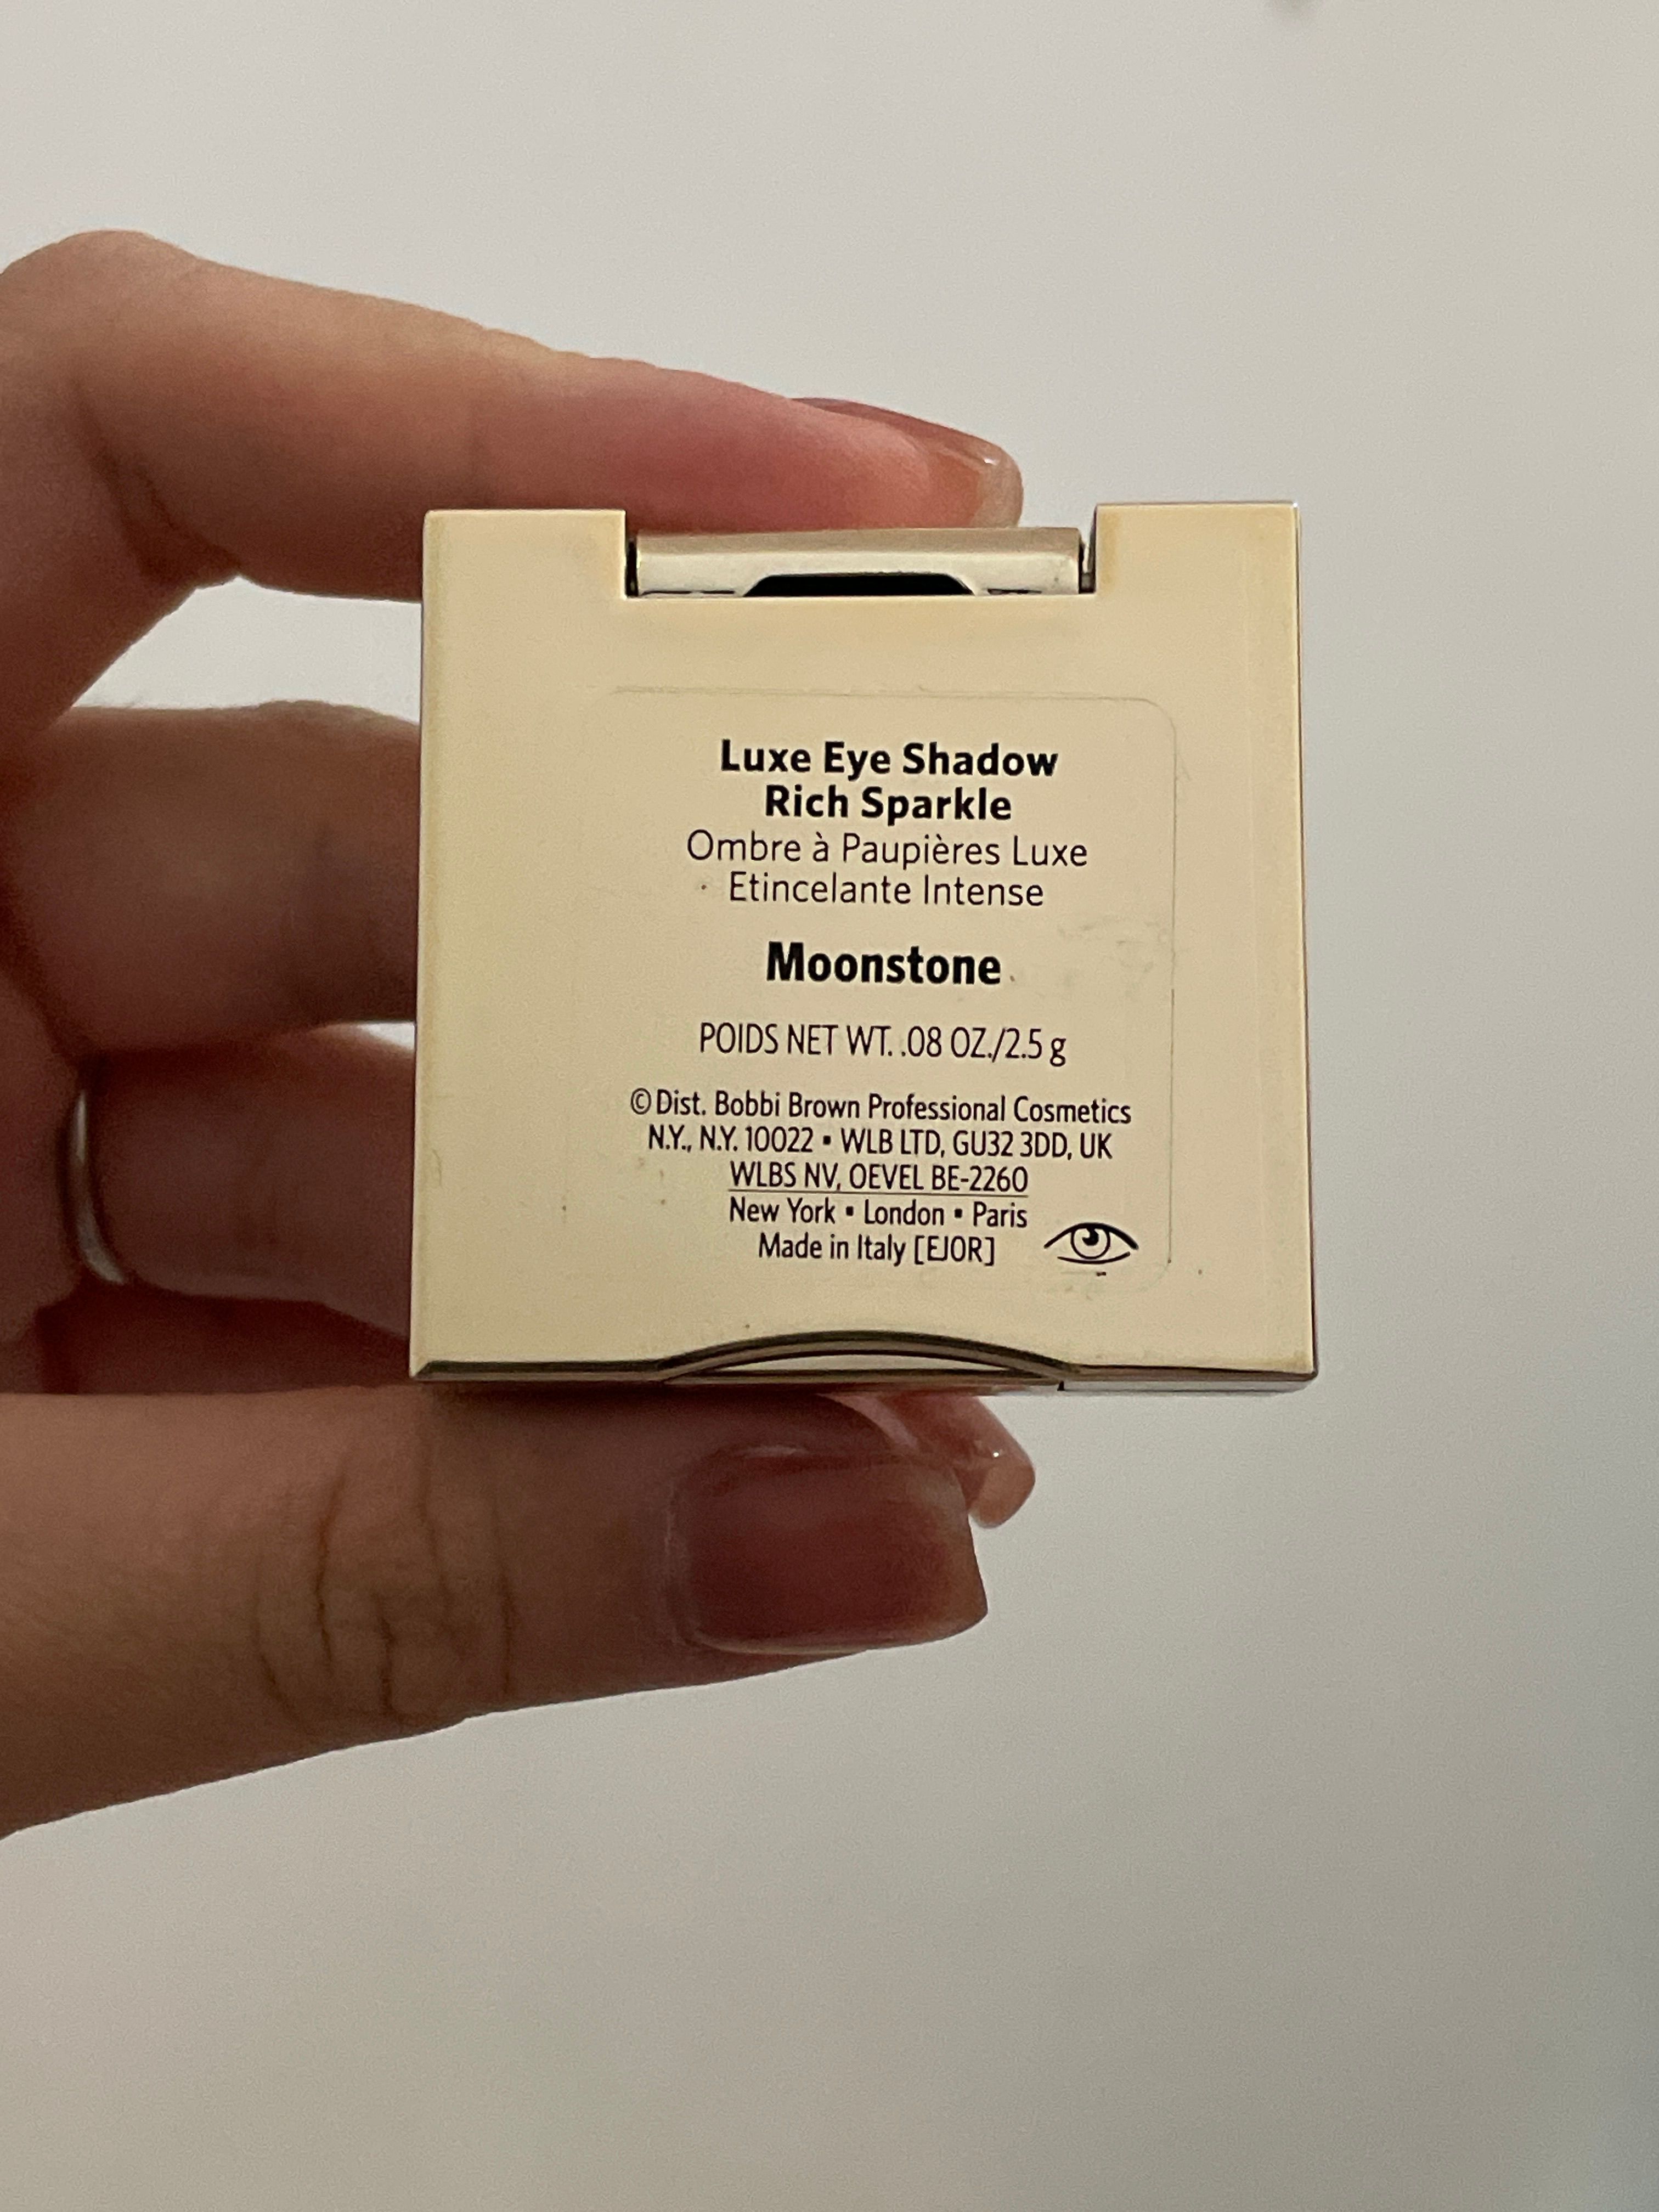 Luxe Eye Shadow
Rich Sparkle
Ombre à Paupières Luxe
Etincelante Intense
Moonstone
POIDS NET WT. .08 OZ./2.5 g
© Dist. Bobbi Brown Professional Cosmetics
N.Y., N.Y. 10022 ▪ WLB LTD, GU32 3DD, UK
WLBS NV, OEVEL BE-2260
New York ▪ London ▪ Paris
Made in Italy [EJOR]